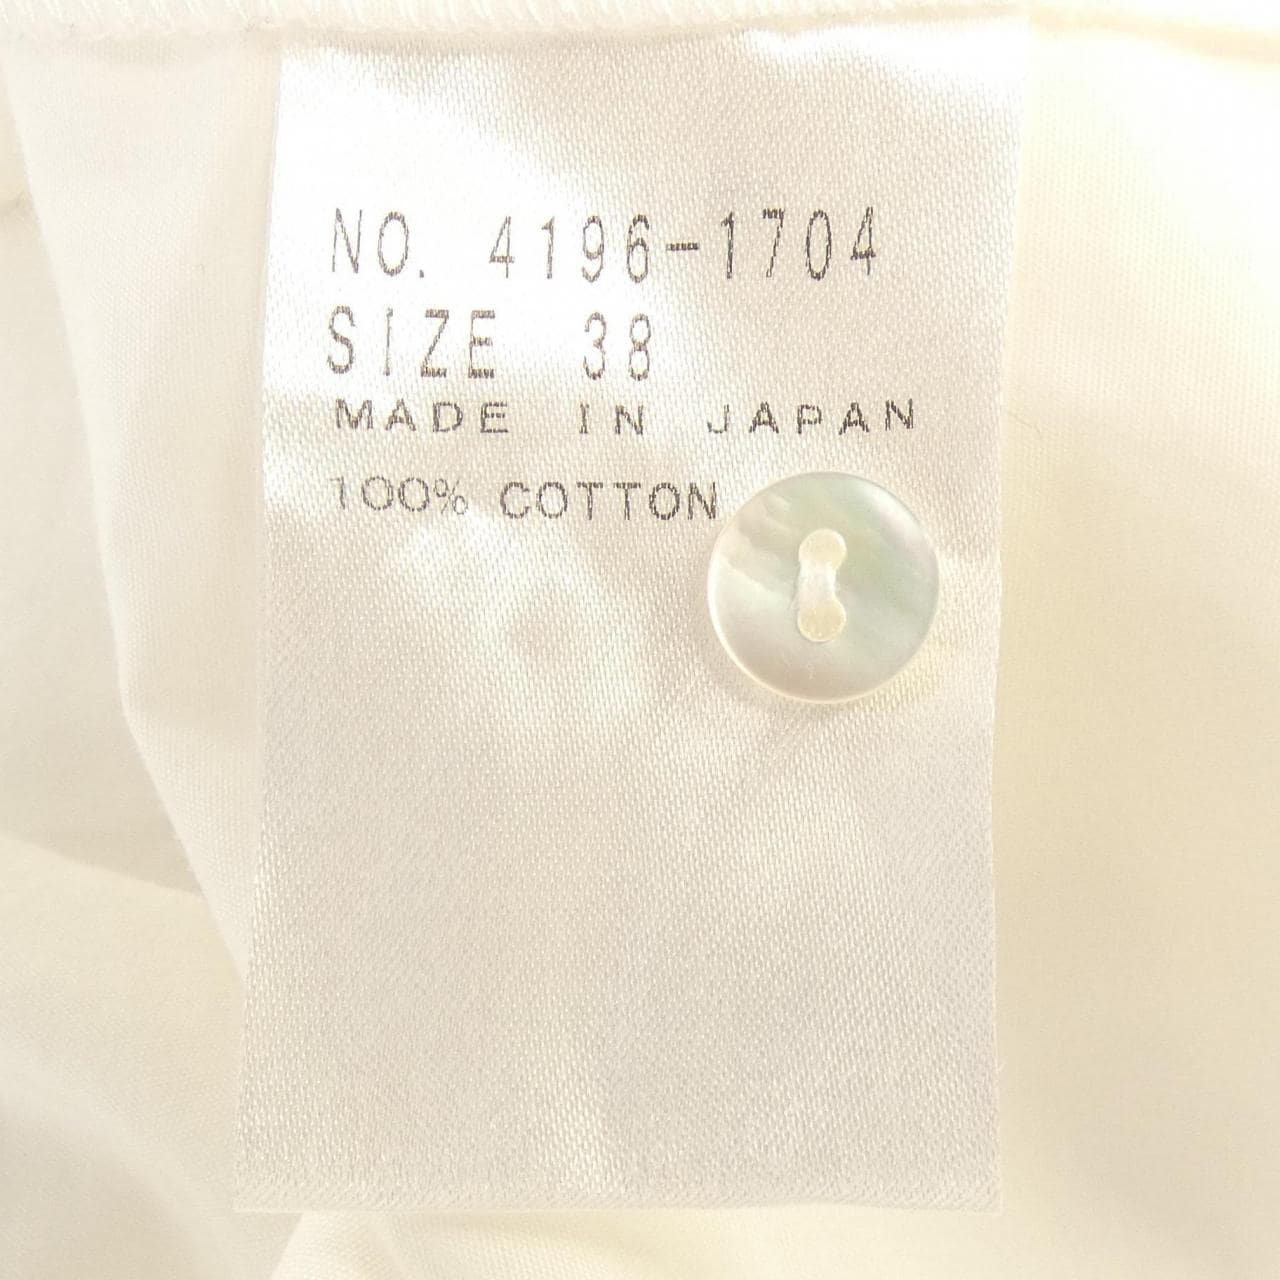 NO. 4196-1704
SIZE 38
MADE IN JAPAN
100% COTTON